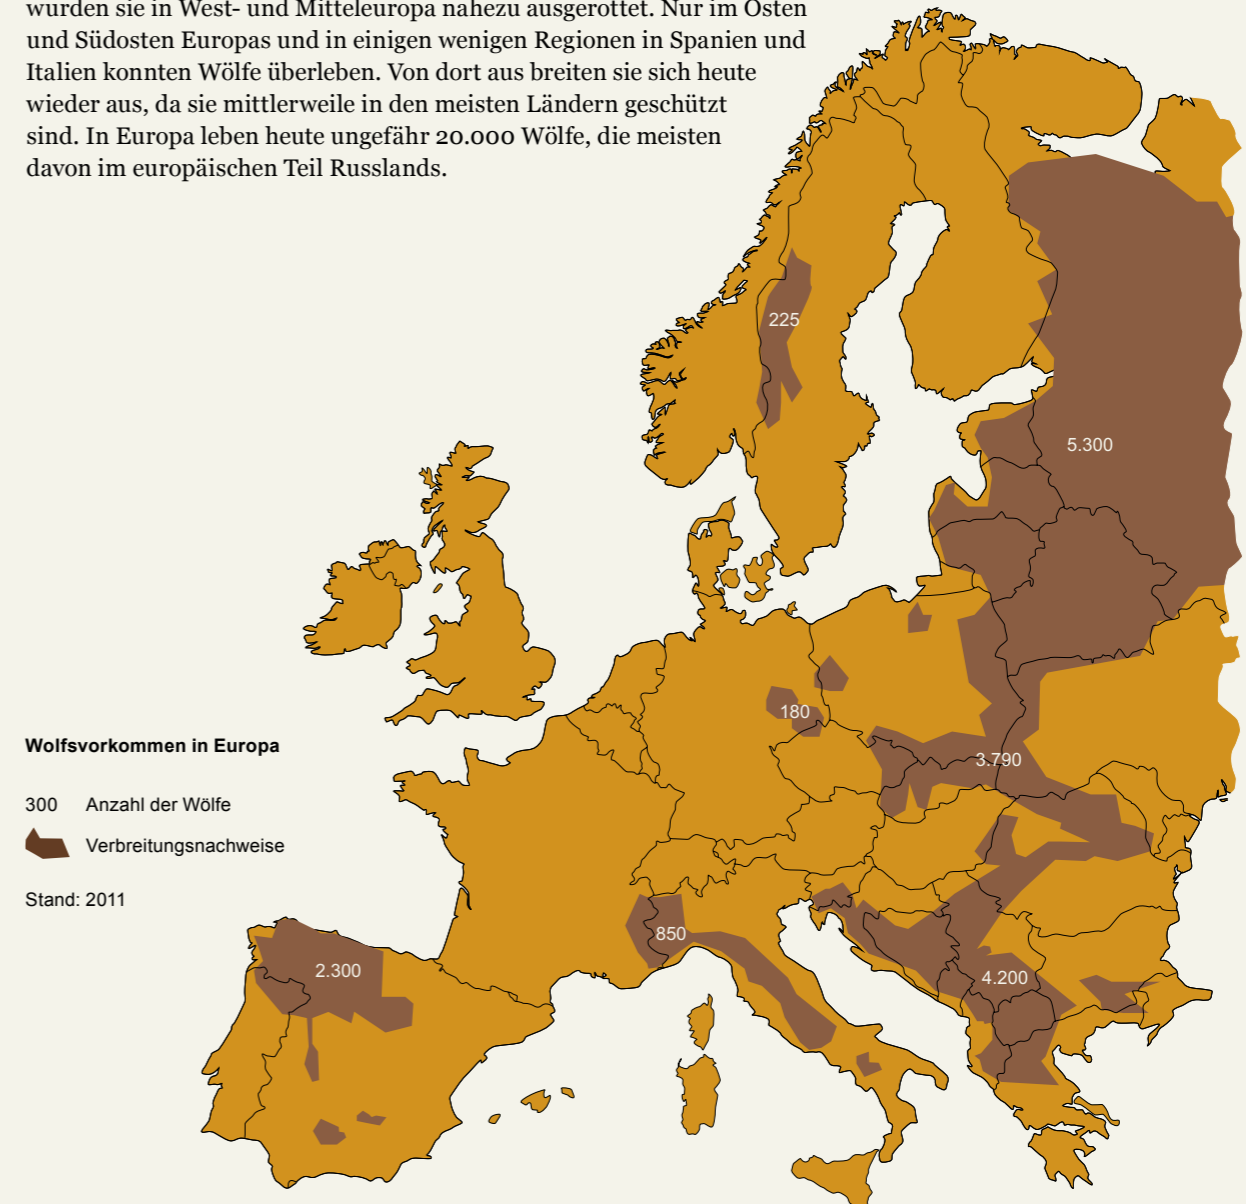 wurden sie in West- und Mitteleuropa nahezu ausgerottet. Nur im Osten
und Südosten Europas und in einigen wenigen Regionen in Spanien und
Italien konnten Wölfe überleben. Von dort aus breiten sie sich heute
wieder aus, da sie mittlerweile in den meisten Ländern geschützt
sind. In Europa leben heute ungefähr 20.000 Wölfe, die meisten
davon im europäischen Teil Russlands.
225
5.300
180
3.790
Wolfsvorkommen in Europa
300 Anzahl der Wölfe
Verbreitungsnachweise
Stand: 2011
850
2.300
4.200